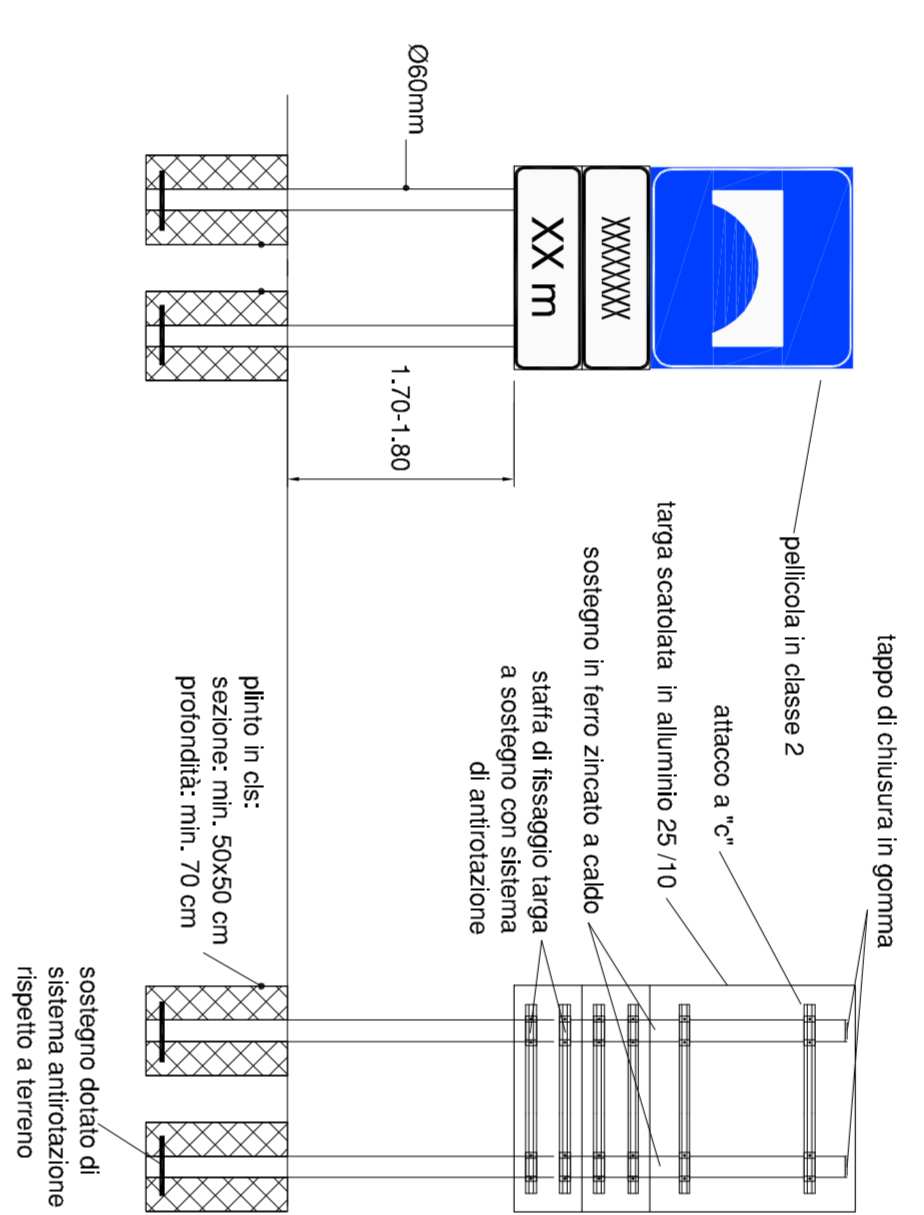 tappo di chiusura in gomma
pellicola in classe 2
attacco a "c"
targa scatolata in alluminio 25 /10
sostegno in ferro zincato a caldo
staffa di fissaggio targa
a sostegno con sistema
di antirotazione
XXXXXXX
XX m
Ø60mm
1.70-1.80
plinto in cls:
sezione: min. 50x50 cm
profondità: min. 70 cm
sostegno dotato di
sistema antirotazione
rispetto a terreno